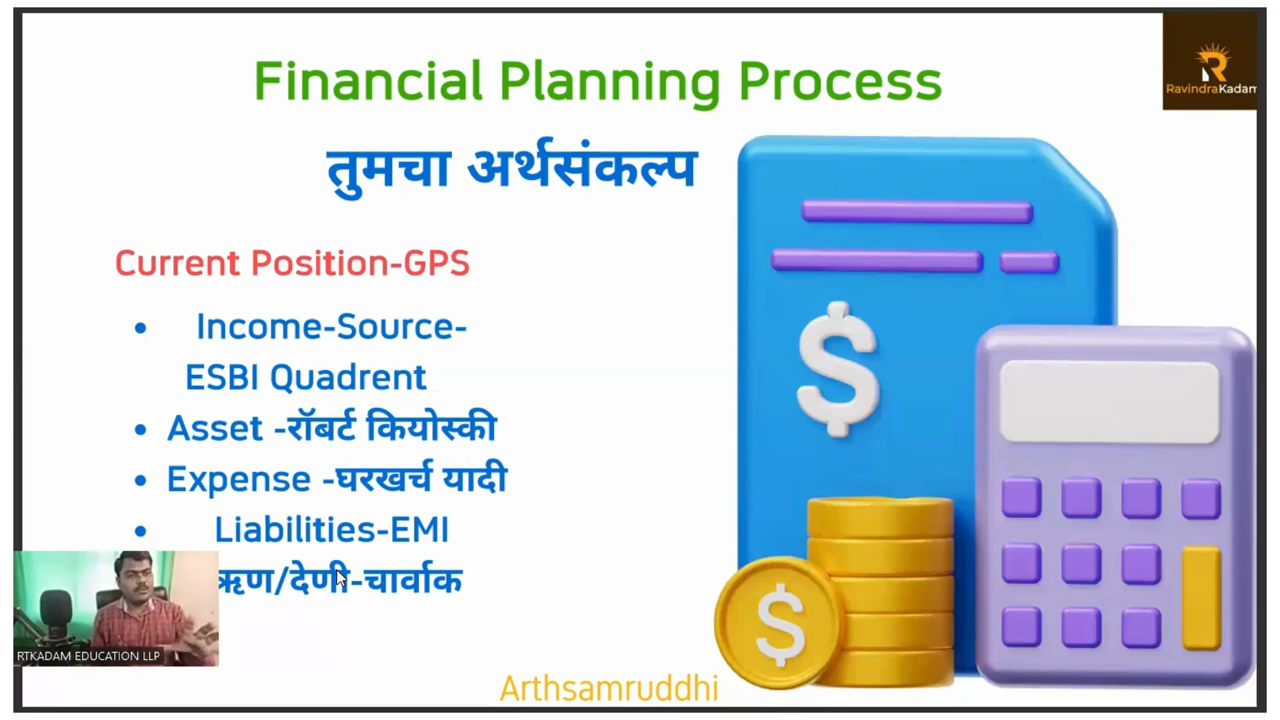 Financial Planning Process
RavindraKadam
तुमचा अर्थसंकल्प
Current Position-GPS
• Income-Source-
ESBI Quadrent
• Asset -रॉबर्ट कियोस्की
• Expense -घरखर्च यादी
• Liabilities-EMI
ऋण/देणी-चार्वाक
RTKADAM EDUCATION LLP
Arthsamruddhi